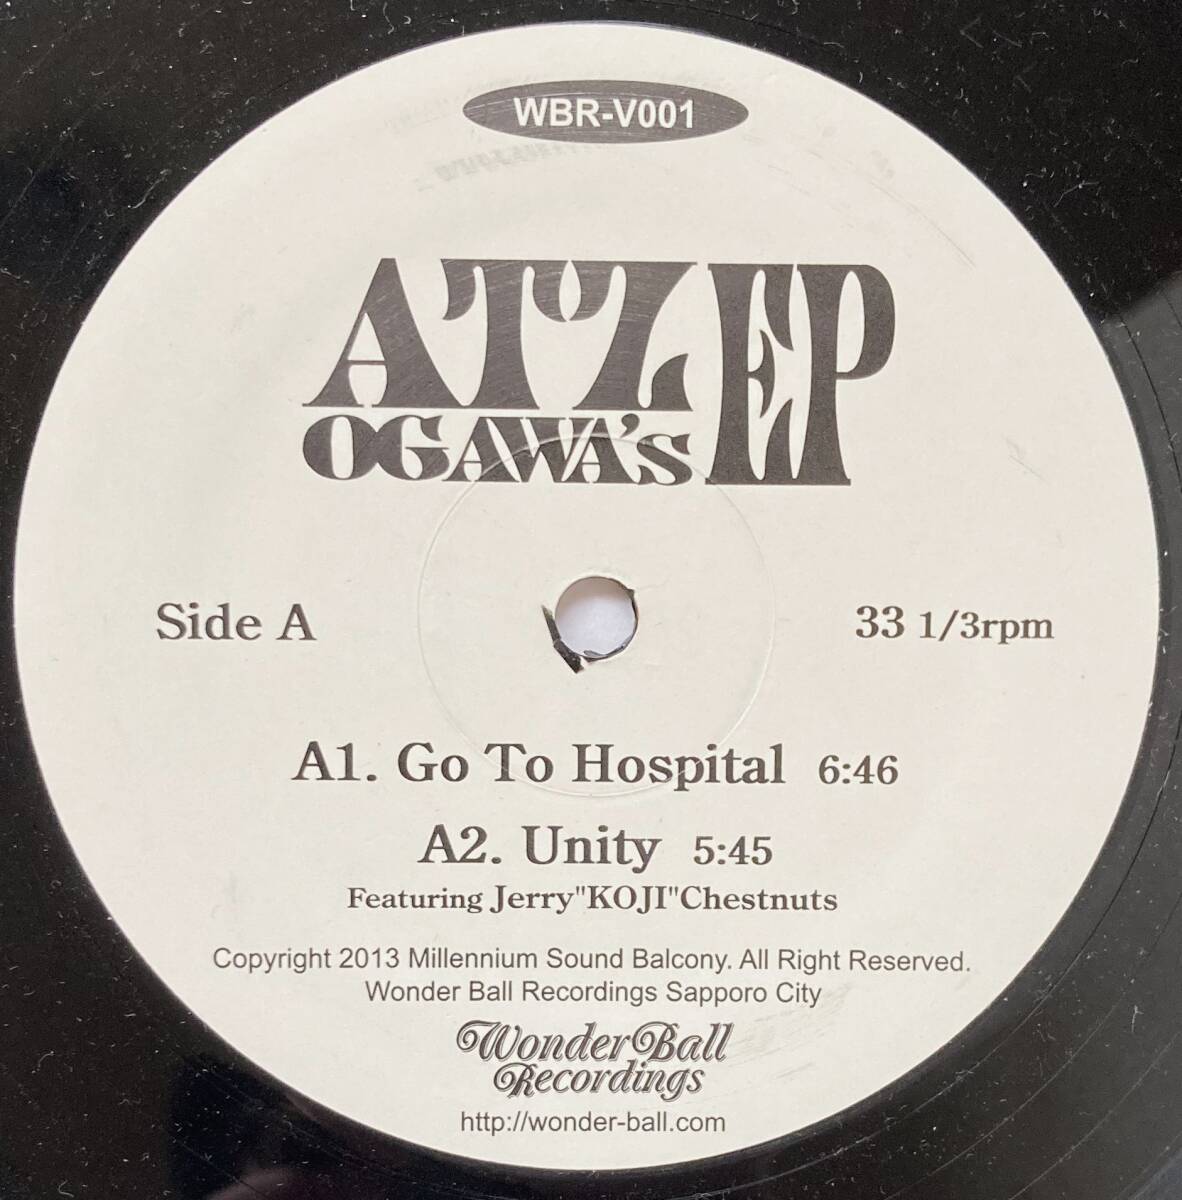 WBR-V001
ATZ EP
OGAWA'S
Side A
33 1/3rpm
A1. Go To Hospital 6:46
A2. Unity 5:45
Featuring Jerry"KOJI"Chestnuts
Copyright 2013 Millennium Sound Balcony. All Right Reserved.
Wonder Ball Recordings Sapporo City
Wonder Ball
Recordings
http://wonder-ball.com